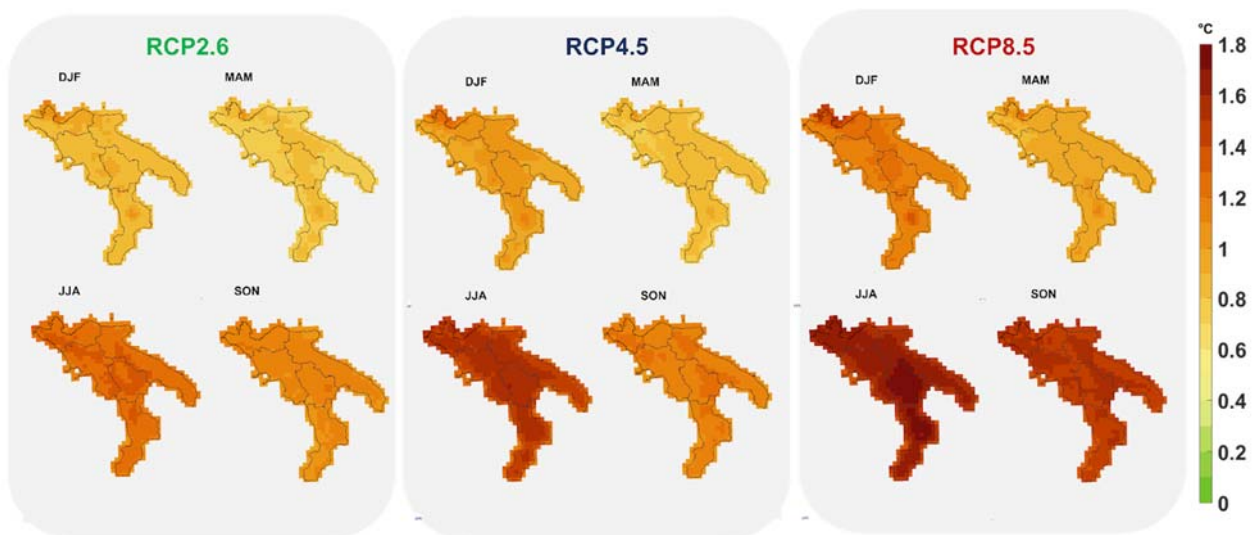 RCP2.6
DJF MAM
JJA SON
RCP4.5
DJF MAM
JJA SON
RCP8.5
DJF MAM
JJA SON
°C
1.8
1.6
1.4
1.2
1
0.8
0.6
0.4
0.2
0